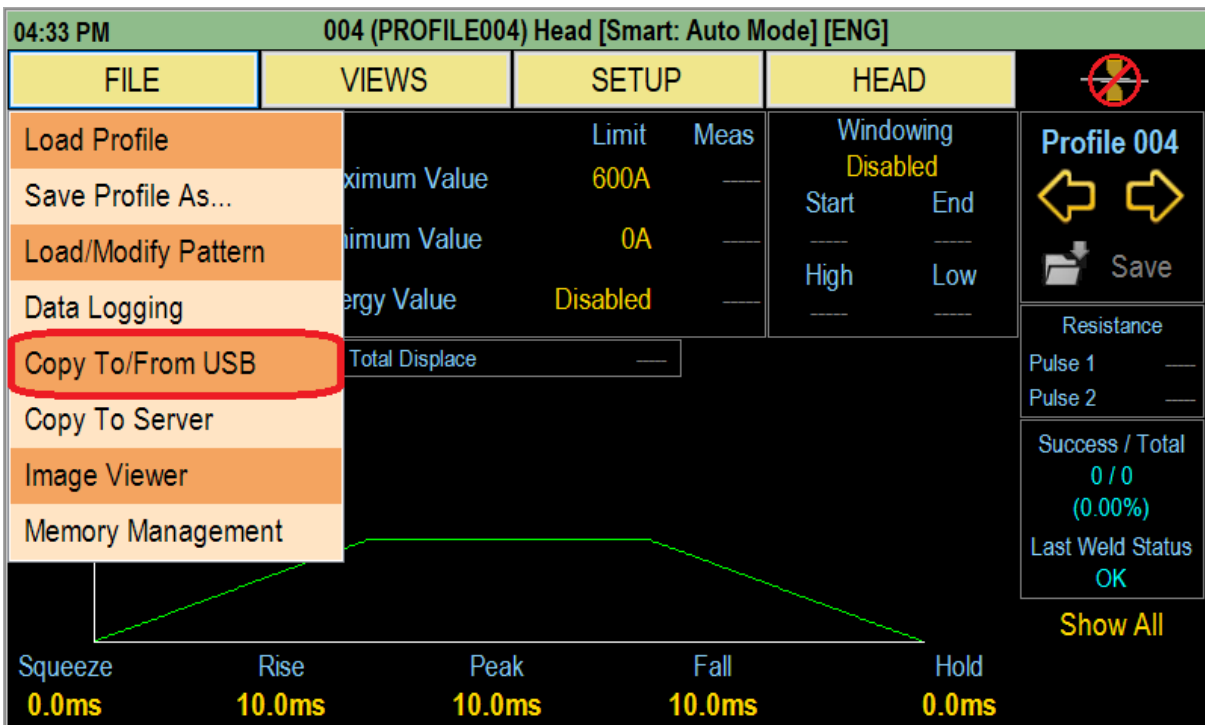 04:33 PM 004 (PROFILE004) Head [Smart: Auto Mode] [ENG]
FILE VIEWS SETUP HEAD
Load Profile
Save Profile As...
Load/Modify Pattern
Data Logging
Copy To/From USB
Copy To Server
Image Viewer
Memory Management
Limit Meas
ximum Value 600A -----
nimum Value 0A -----
ergy Value Disabled -----
Total Displace ----
Windowing
Disabled
Start End
----- -----
High Low
----- -----
Profile 004
Save
Resistance
Pulse 1 ----
Pulse 2 ----
Success / Total
0 / 0
(0.00%)
Last Weld Status
OK
Show All
Squeeze Rise Peak Fall Hold
0.0ms 10.0ms 10.0ms 10.0ms 0.0ms